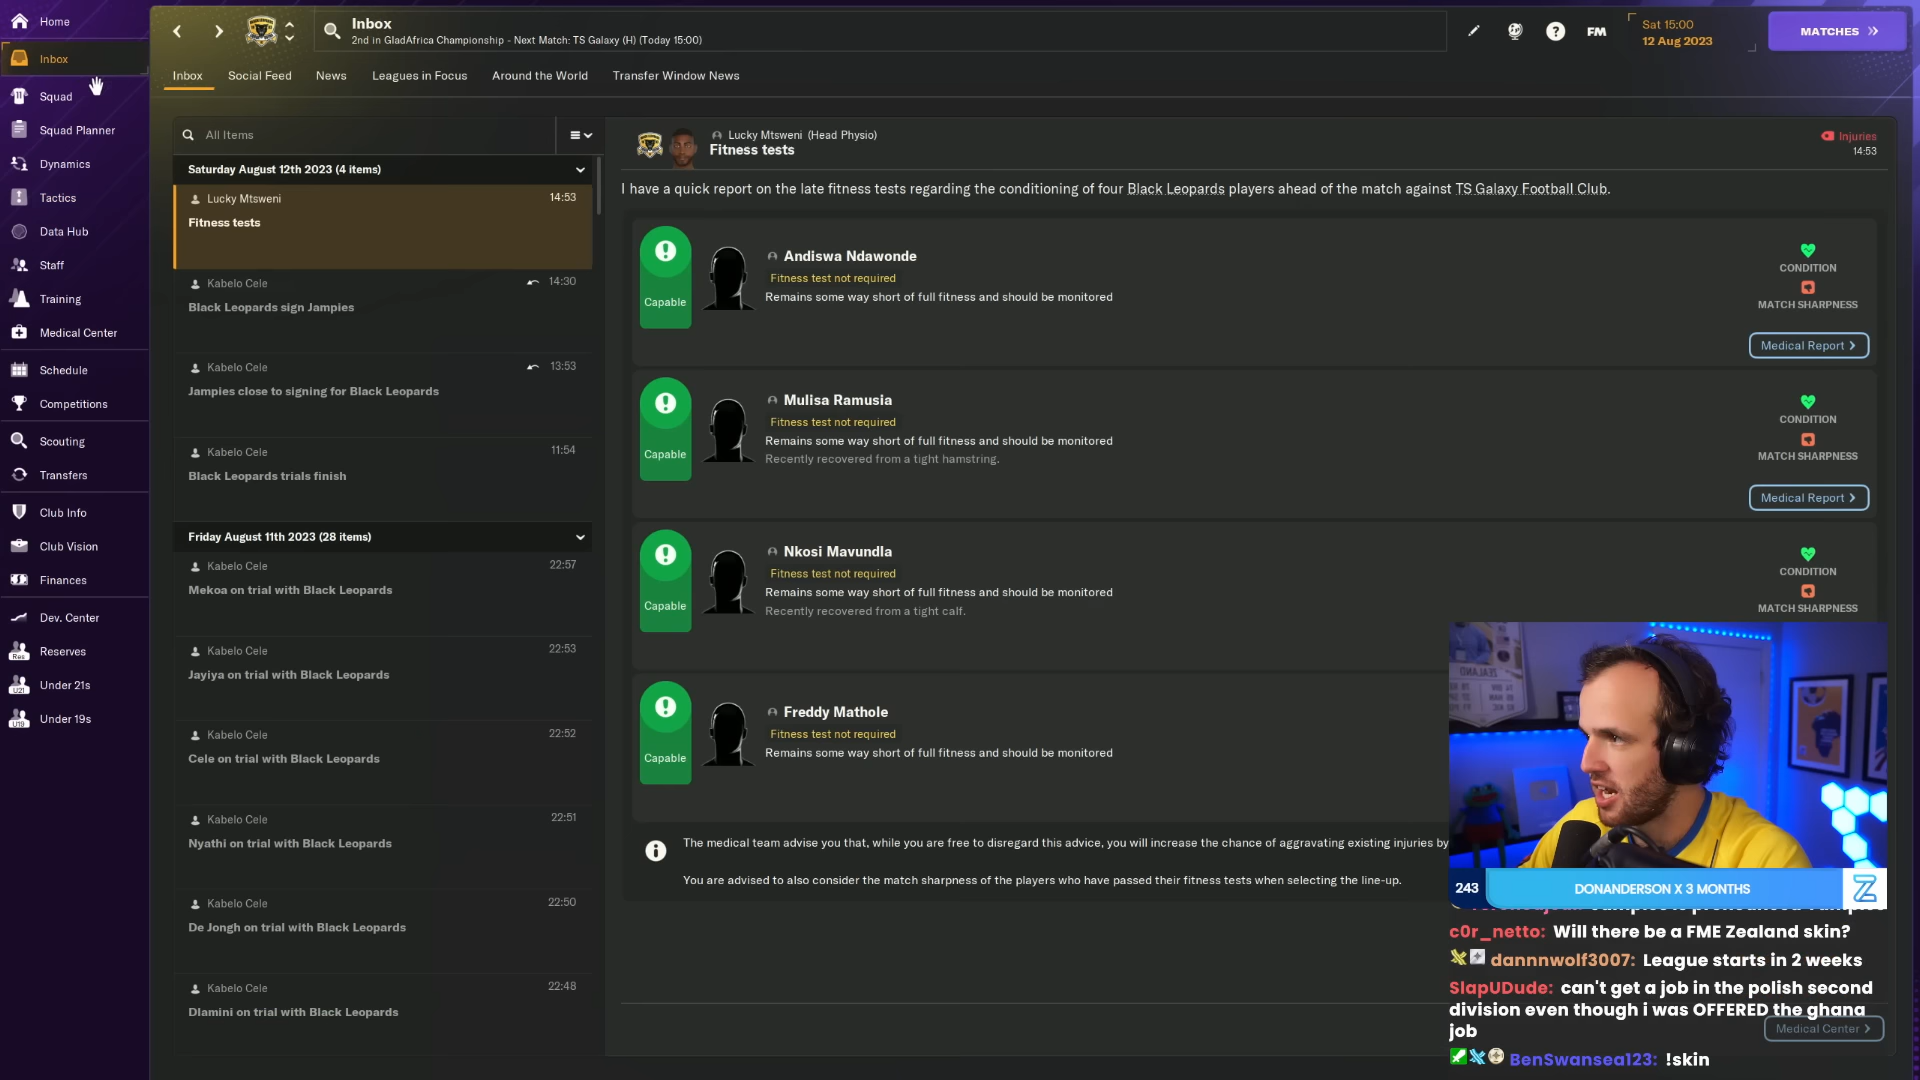 Home
Inbox
Squad
Squad Planner
Dynamics
Tactics
Data Hub
Staff
Training
Medical Center
Schedule
Competitions
Scouting
Transfers
Club Info
Club Vision
Finances
Dev. Center
Reserves
Under 21s
Under 19s
Inbox
2nd in GladAfrica Championship - Next Match: TS Galaxy (H) (Today 15:00)
FM
Sat 15:00
12 Aug 2023
MATCHES
Inbox Social Feed News Leagues in Focus Around the World Transfer Window News
All Items
Saturday August 12th 2023 (4 items)
Lucky Mtsweni 14:53
Fitness tests
Kabelo Cele 14:30
Black Leopards sign Jampies
Kabelo Cele 13:53
Jampies close to signing for Black Leopards
Kabelo Cele 11:54
Black Leopards trials finish
Friday August 11th 2023 (28 items)
Kabelo Cele 22:57
Mekoa on trial with Black Leopards
Kabelo Cele 22:53
Jayiya on trial with Black Leopards
Kabelo Cele 22:52
Cele on trial with Black Leopards
Kabelo Cele 22:51
Nyathi on trial with Black Leopards
Kabelo Cele 22:50
De Jongh on trial with Black Leopards
Kabelo Cele 22:48
Dlamini on trial with Black Leopards
Lucky Mtsweni (Head Physio)
Fitness tests
Injuries
14:53
I have a quick report on the late fitness tests regarding the conditioning of four Black Leopards players ahead of the match against TS Galaxy Football Club.
Capable
Andiswa Ndawonde
Fitness test not required
Remains some way short of full fitness and should be monitored
CONDITION
MATCH SHARPNESS
Medical Report
Capable
Mulisa Ramusia
Fitness test not required
Remains some way short of full fitness and should be monitored
Recently recovered from a tight hamstring.
CONDITION
MATCH SHARPNESS
Medical Report
Capable
Nkosi Mavundla
Fitness test not required
Remains some way short of full fitness and should be monitored
Recently recovered from a tight calf.
CONDITION
MATCH SHARPNESS
Capable
Freddy Mathole
Fitness test not required
Remains some way short of full fitness and should be monitored
The medical team advise you that, while you are free to disregard this advice, you will increase the chance of aggravating existing injuries by
You are advised to also consider the match sharpness of the players who have passed their fitness tests when selecting the line-up.
ZEALAND
243 DONANDERSON X 3 MONTHS
c0r_netto: Will there be a FME Zealand skin?
dannnwolf3007: League starts in 2 weeks
SlapUDude: can't get a job in the polish second
division even though i was OFFERED the ghana
job
Medical Center
BenSwansea123: !skin